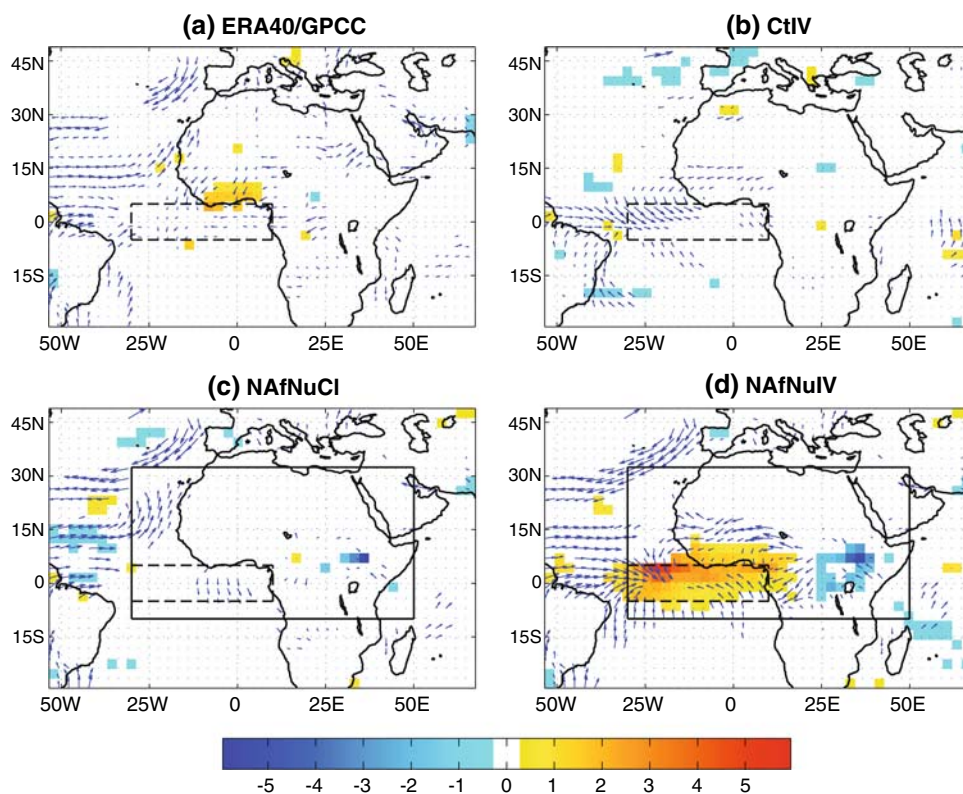 (a) ERA40/GPCC
(b) CtIV
45N
30N
15N
0
15S
50W 25W 0 25E 50E
45N
30N
15N
0
15S
50W 25W 0 25E 50E
(c) NAfNuCl
(d) NAfNuIV
45N
30N
15N
0
15S
50W 25W 0 25E 50E
45N
30N
15N
0
15S
50W 25W 0 25E 50E
-5 -4 -3 -2 -1 0 1 2 3 4 5